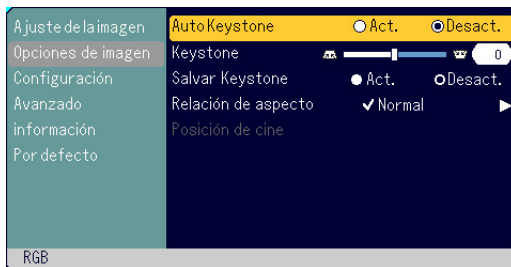 Ajuste de la imagen
Opciones de imagen
Configuración
Avanzado
información
Por defecto
Auto Keystone Act. Desact.
Keystone 0
Salvar Keystone Act. Desact.
Relación de aspecto Normal
Posición de cine
RGB